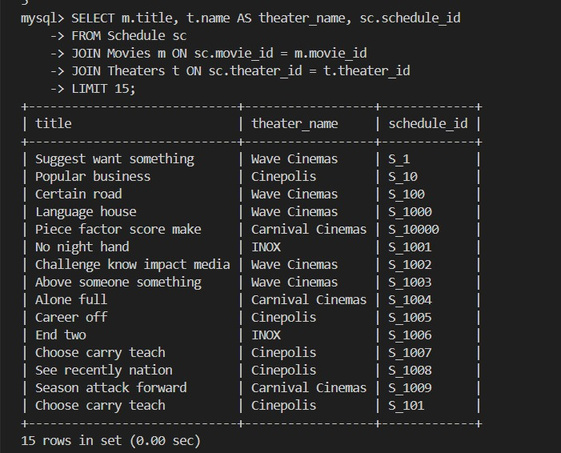 mysql> SELECT m.title, t.name AS theater_name, sc.schedule_id
    -> FROM Schedule sc
    -> JOIN Movies m ON sc.movie_id = m.movie_id
    -> JOIN Theaters t ON sc.theater_id = t.theater_id
    -> LIMIT 15;
+----------------------------+------------------+-------------+
| title                      | theater_name     | schedule_id |
+----------------------------+------------------+-------------+
| Suggest want something     | Wave Cinemas     | S_1         |
| Popular business           | Cinepolis        | S_10        |
| Certain road               | Wave Cinemas     | S_100       |
| Language house             | Wave Cinemas     | S_1000      |
| Piece factor score make    | Carnival Cinemas | S_10000     |
| No night hand              | INOX             | S_1001      |
| Challenge know impact media | Wave Cinemas     | S_1002      |
| Above someone something    | Wave Cinemas     | S_1003      |
| Alone full                 | Carnival Cinemas | S_1004      |
| Career off                 | Cinepolis        | S_1005      |
| End two                    | INOX             | S_1006      |
| Choose carry teach         | Cinepolis        | S_1007      |
| See recently nation        | Cinepolis        | S_1008      |
| Season attack forward      | Carnival Cinemas | S_1009      |
| Choose carry teach         | Cinepolis        | S_101       |
+----------------------------+------------------+-------------+
15 rows in set (0.00 sec)